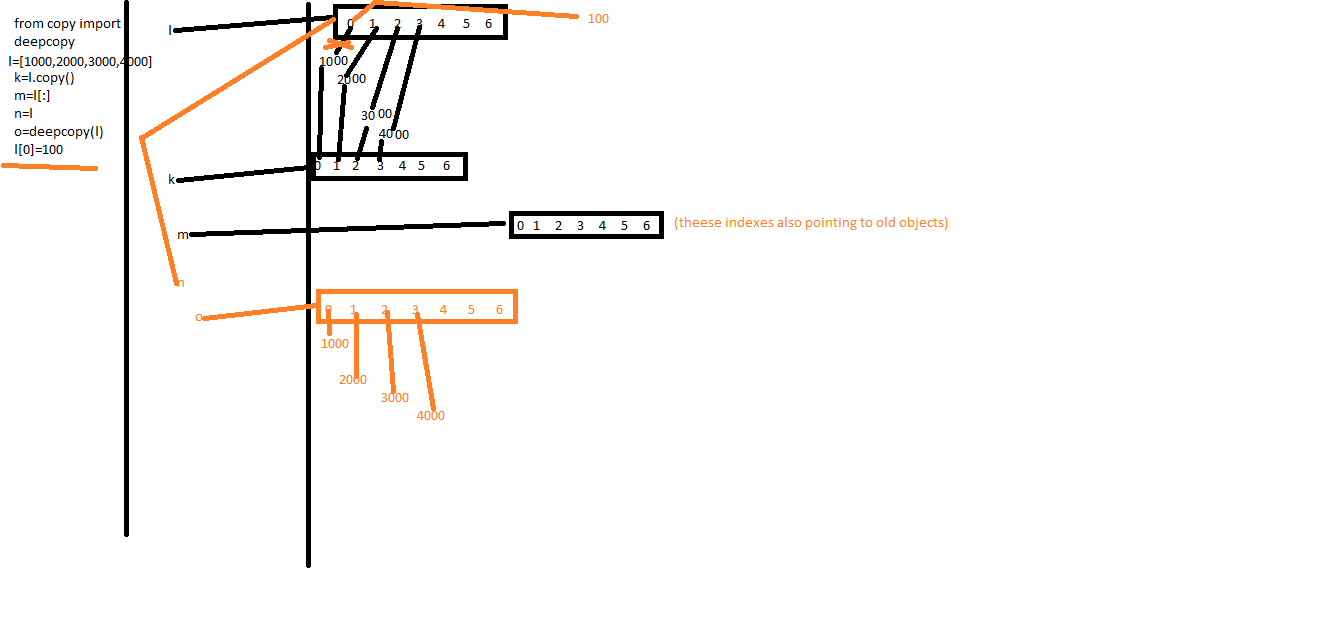 from copy import
deepcopy
l=[1000,2000,3000,4000]
k=l.copy()
m=l[:]
n=l
o=deepcopy(l)
l[0]=100
l
0 1 2 3 4 5 6
100
1000
2000
3000
4000
k
0 1 2 3 4 5 6
m
0 1 2 3 4 5 6
(theese indexes also pointing to old objects)
n
o
0 1 2 3 4 5 6
1000
2000
3000
4000